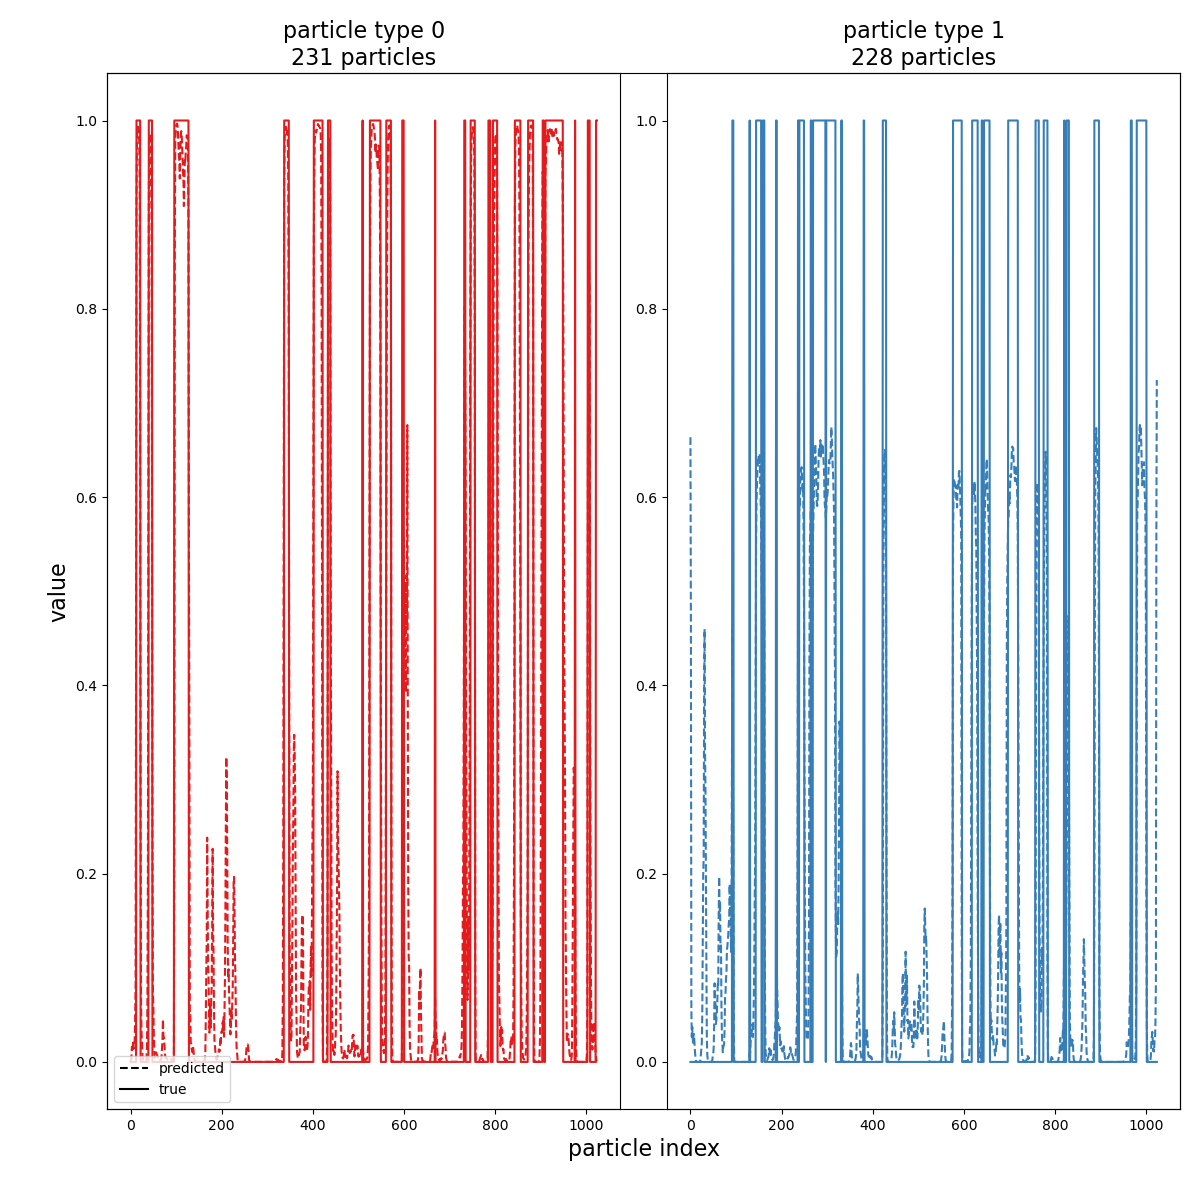 particle type 0
231 particles
particle type 1
228 particles
1.0
0.8
0.6
0.4
0.2
0.0
value
predicted
true
0 200 400 600 800 1000
1.0
0.8
0.6
0.4
0.2
0.0
0 200 400 600 800 1000
particle index